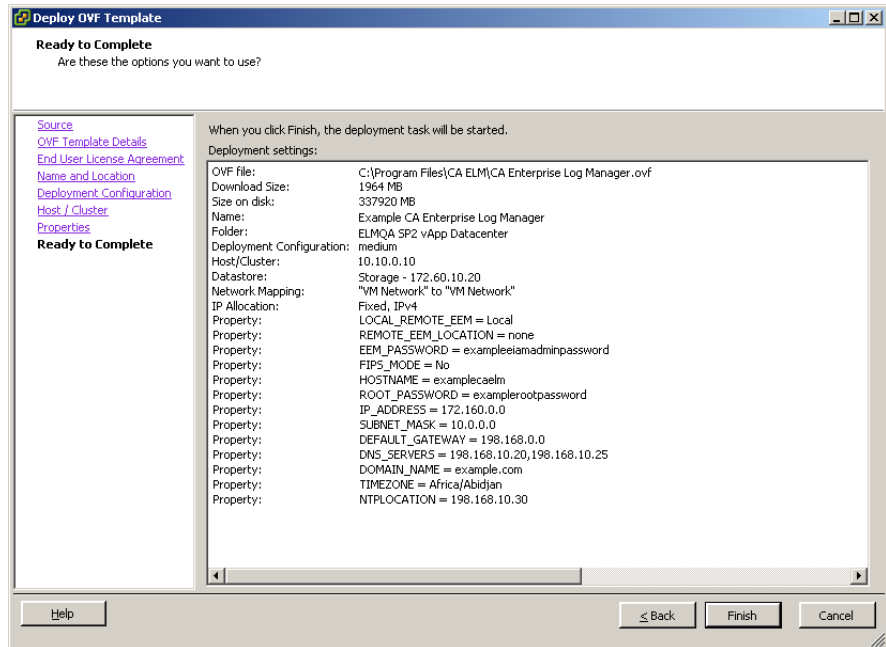 Deploy OVF Template
Ready to Complete
Are these the options you want to use?
Source
OVF Template Details
End User License Agreement
Name and Location
Deployment Configuration
Host / Cluster
Properties
Ready to Complete
When you click Finish, the deployment task will be started.
Deployment settings:
OVF file: C:\Program Files\CA ELM\CA Enterprise Log Manager.ovf
Download Size: 1964 MB
Size on disk: 337920 MB
Name: Example CA Enterprise Log Manager
Folder: ELMQA SP2 vApp Datacenter
Deployment Configuration: medium
Host/Cluster: 10.10.0.10
Datastore: Storage - 172.60.10.20
Network Mapping: "VM Network" to "VM Network"
IP Allocation: Fixed, IPv4
Property: LOCAL_REMOTE_EEM = Local
Property: REMOTE_EEM_LOCATION = none
Property: EEM_PASSWORD = exampleeiamadminpassword
Property: FIPS_MODE = No
Property: HOSTNAME = examplecaelm
Property: ROOT_PASSWORD = examplerootpassword
Property: IP_ADDRESS = 172.160.0.0
Property: SUBNET_MASK = 10.0.0.0
Property: DEFAULT_GATEWAY = 198.168.0.0
Property: DNS_SERVERS = 198.168.10.20,198.168.10.25
Property: DOMAIN_NAME = example.com
Property: TIMEZONE = Africa/Abidjan
Property: NTPLOCATION = 198.168.10.30
Help
< Back
Finish
Cancel